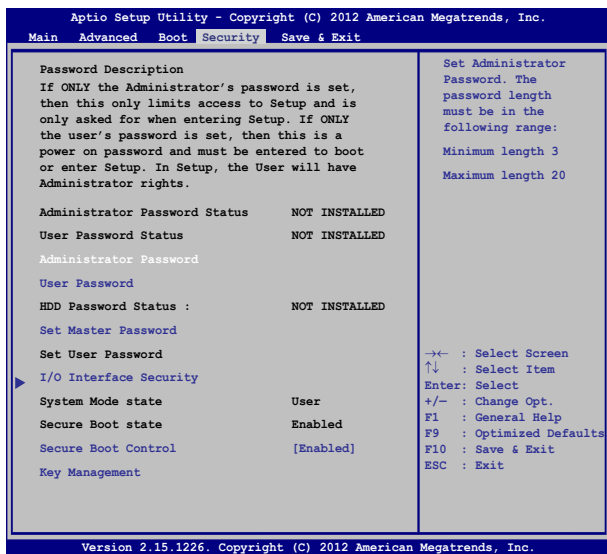 Aptio Setup Utility - Copyright (C) 2012 American Megatrends, Inc.
Main Advanced Boot Security Save & Exit
Password Description
If ONLY the Administrator's password is set,
then this only limits access to Setup and is
only asked for when entering Setup. If ONLY
the user's password is set, then this is a
power on password and must be entered to boot
or enter Setup. In Setup, the User will have
Administrator rights.
Administrator Password Status NOT INSTALLED
User Password Status NOT INSTALLED
Administrator Password
User Password
HDD Password Status : NOT INSTALLED
Set Master Password
Set User Password
I/O Interface Security
System Mode state User
Secure Boot state Enabled
Secure Boot Control [Enabled]
Key Management
Set Administrator
Password. The
password length
must be in the
following range:
Minimum length 3
Maximum length 20
→← : Select Screen
↑↓ : Select Item
Enter: Select
+/— : Change Opt.
F1 : General Help
F9 : Optimized Defaults
F10 : Save & Exit
ESC : Exit
Version 2.15.1226. Copyright (C) 2012 American Megatrends, Inc.